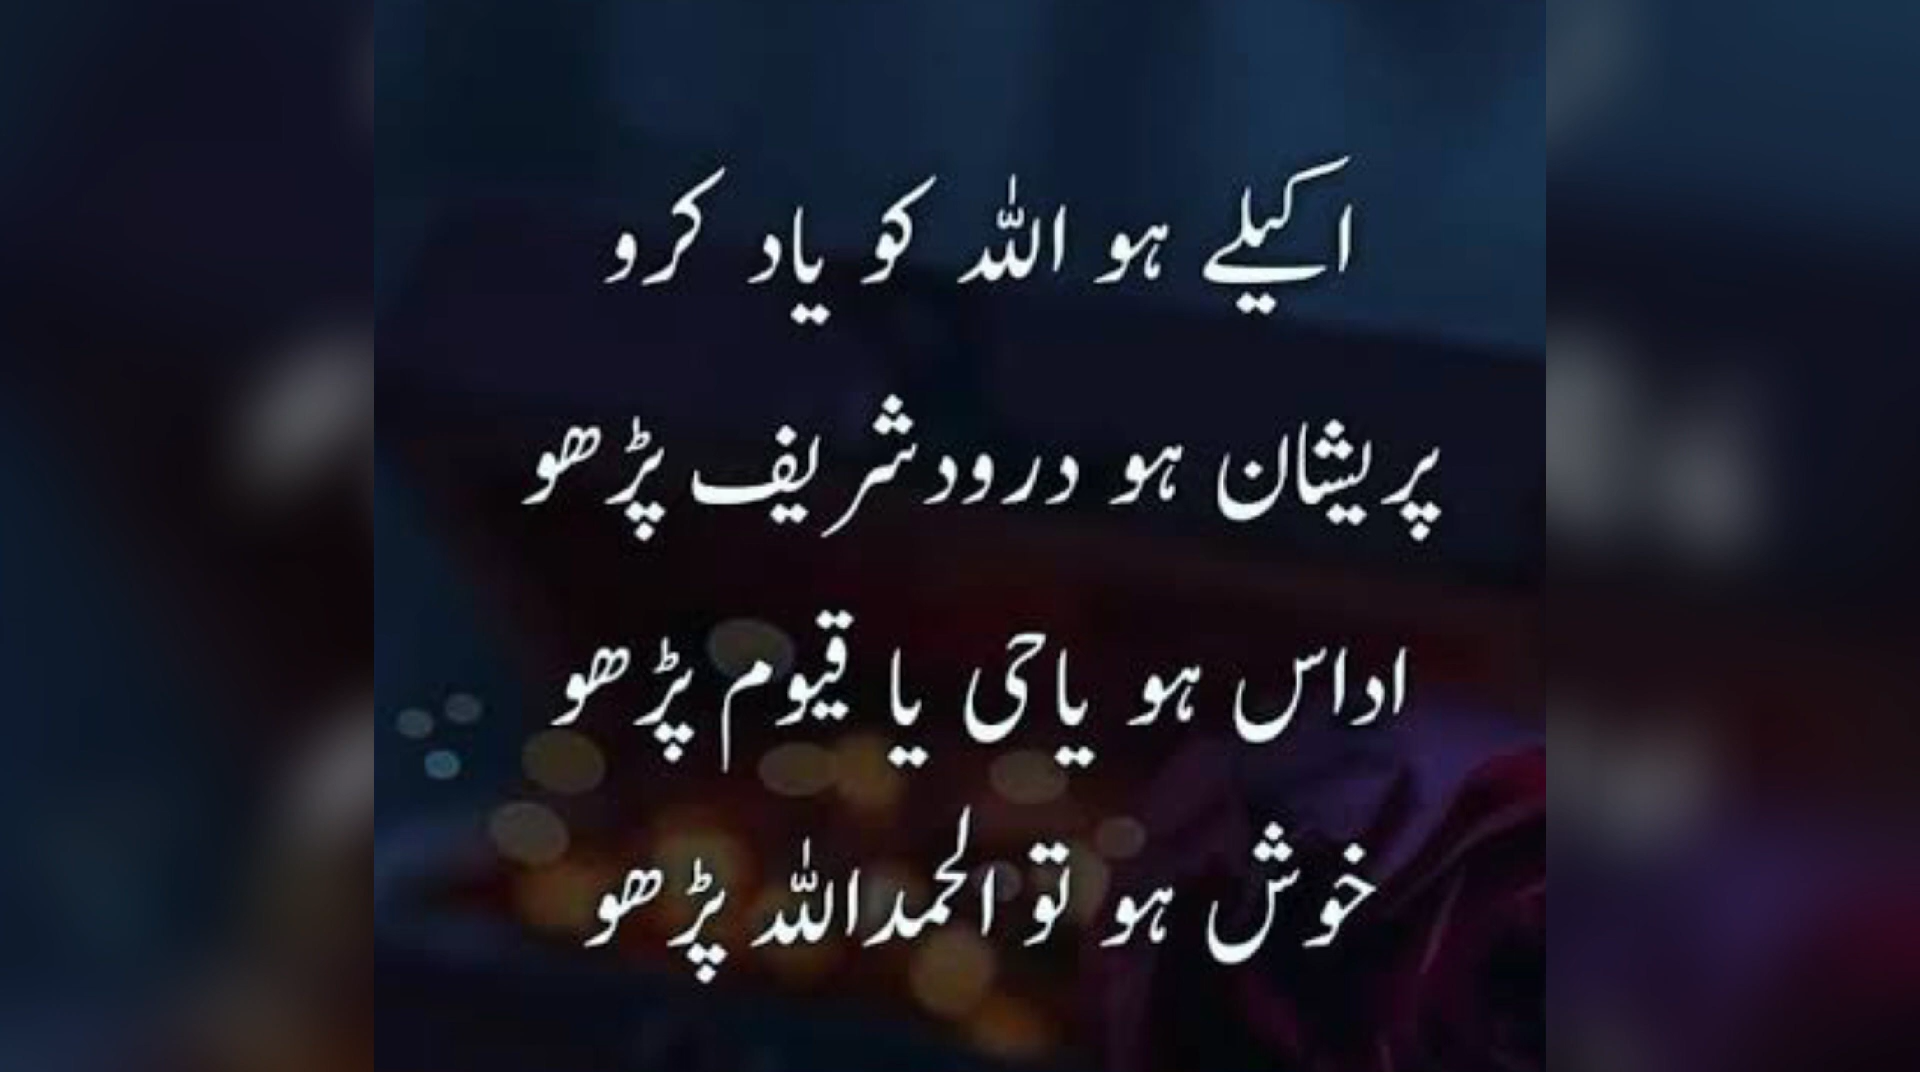 اکیلے ہو اللہ کو یاد کرو
پریشان ہو درود شریف پڑھو
اداس ہو یاحی یا قیوم پڑھو
خوش ہو تو الحمداللہ پڑھو